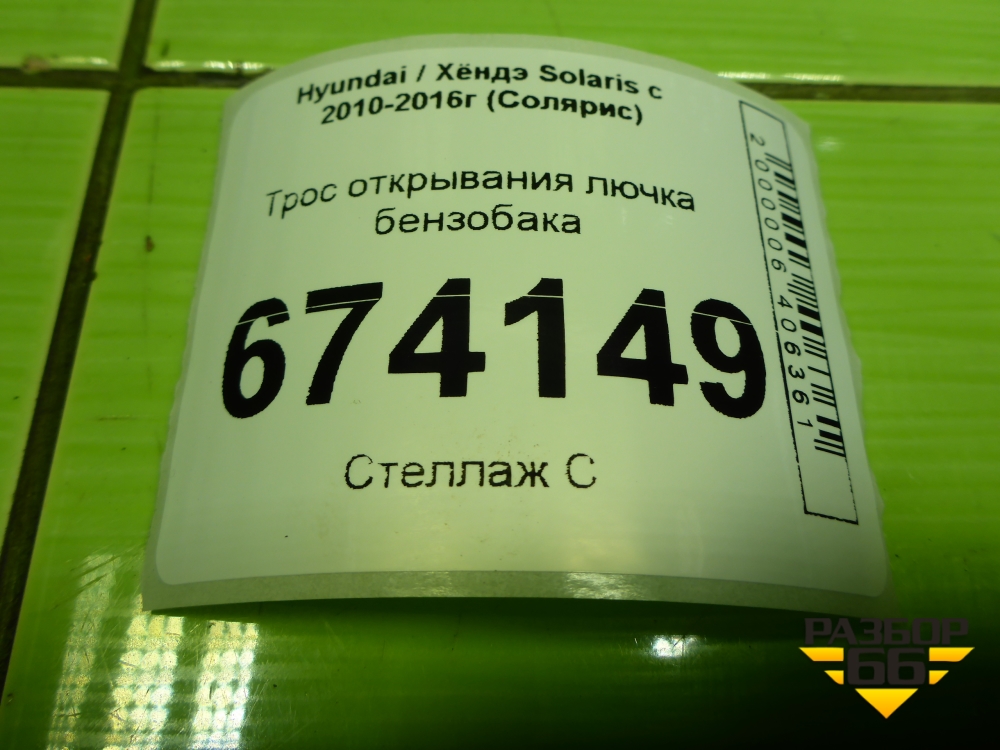 Hyundai / Хёндэ Solaris с
2010-2016г (Солярис)
Трос открывания лючка
бензобака
674149
Стеллаж С
2000006406361
РАЗБОР
66